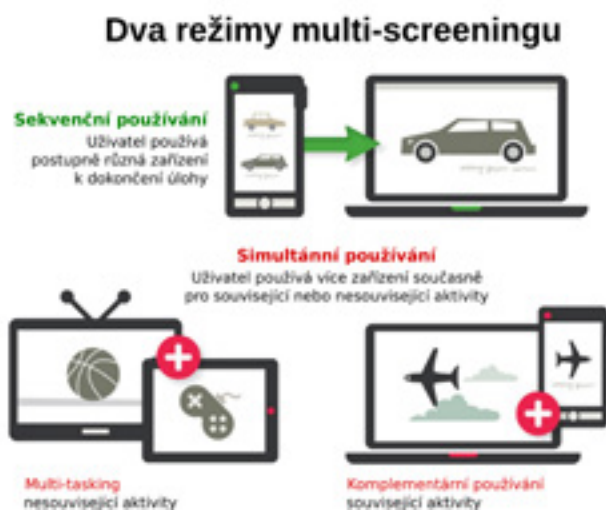 Dva režimy multi-screeningu
Sekvenční používání
Uživatel používá
postupně různá zařízení
k dokončení úlohy
Simultánní používání
Uživatel používá více zařízení současně
pro související nebo nesouvisející aktivity
Multi-tasking
nesouvisející aktivity
Komplementární používání
související aktivity